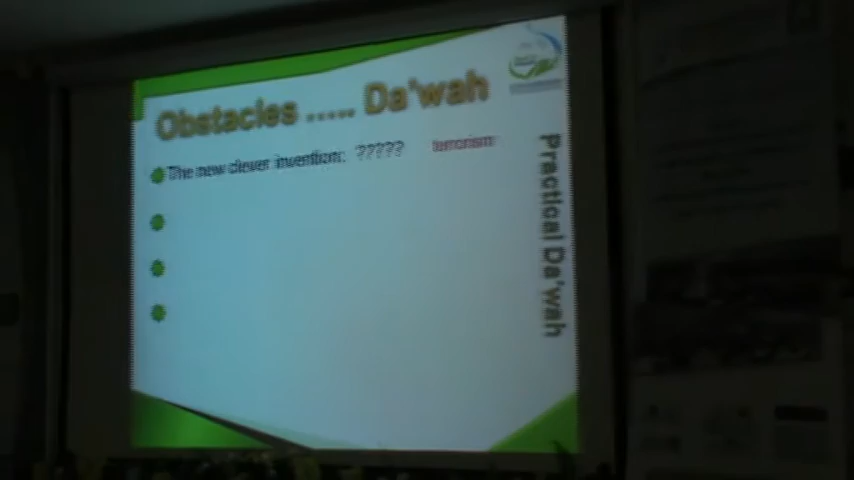 Obstacles ..... Da'wah
The new clever invention: ????? terrorism
Practical Da'wah